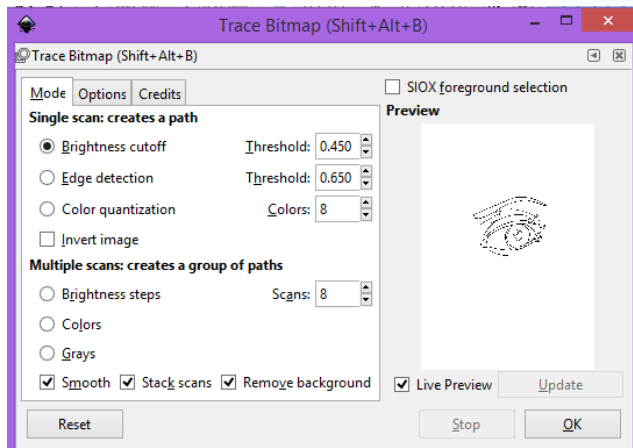 Trace Bitmap (Shift+Alt+B)
Trace Bitmap (Shift+Alt+B)
Mode Options Credits
SIOX foreground selection
Single scan: creates a path
Preview
Brightness cutoff Threshold: 0.450
Edge detection Threshold: 0.650
Color quantization Colors: 8
Invert image
Multiple scans: creates a group of paths
Brightness steps Scans: 8
Colors
Grays
Smooth Stack scans Remove background
Live Preview Update
Reset Stop OK